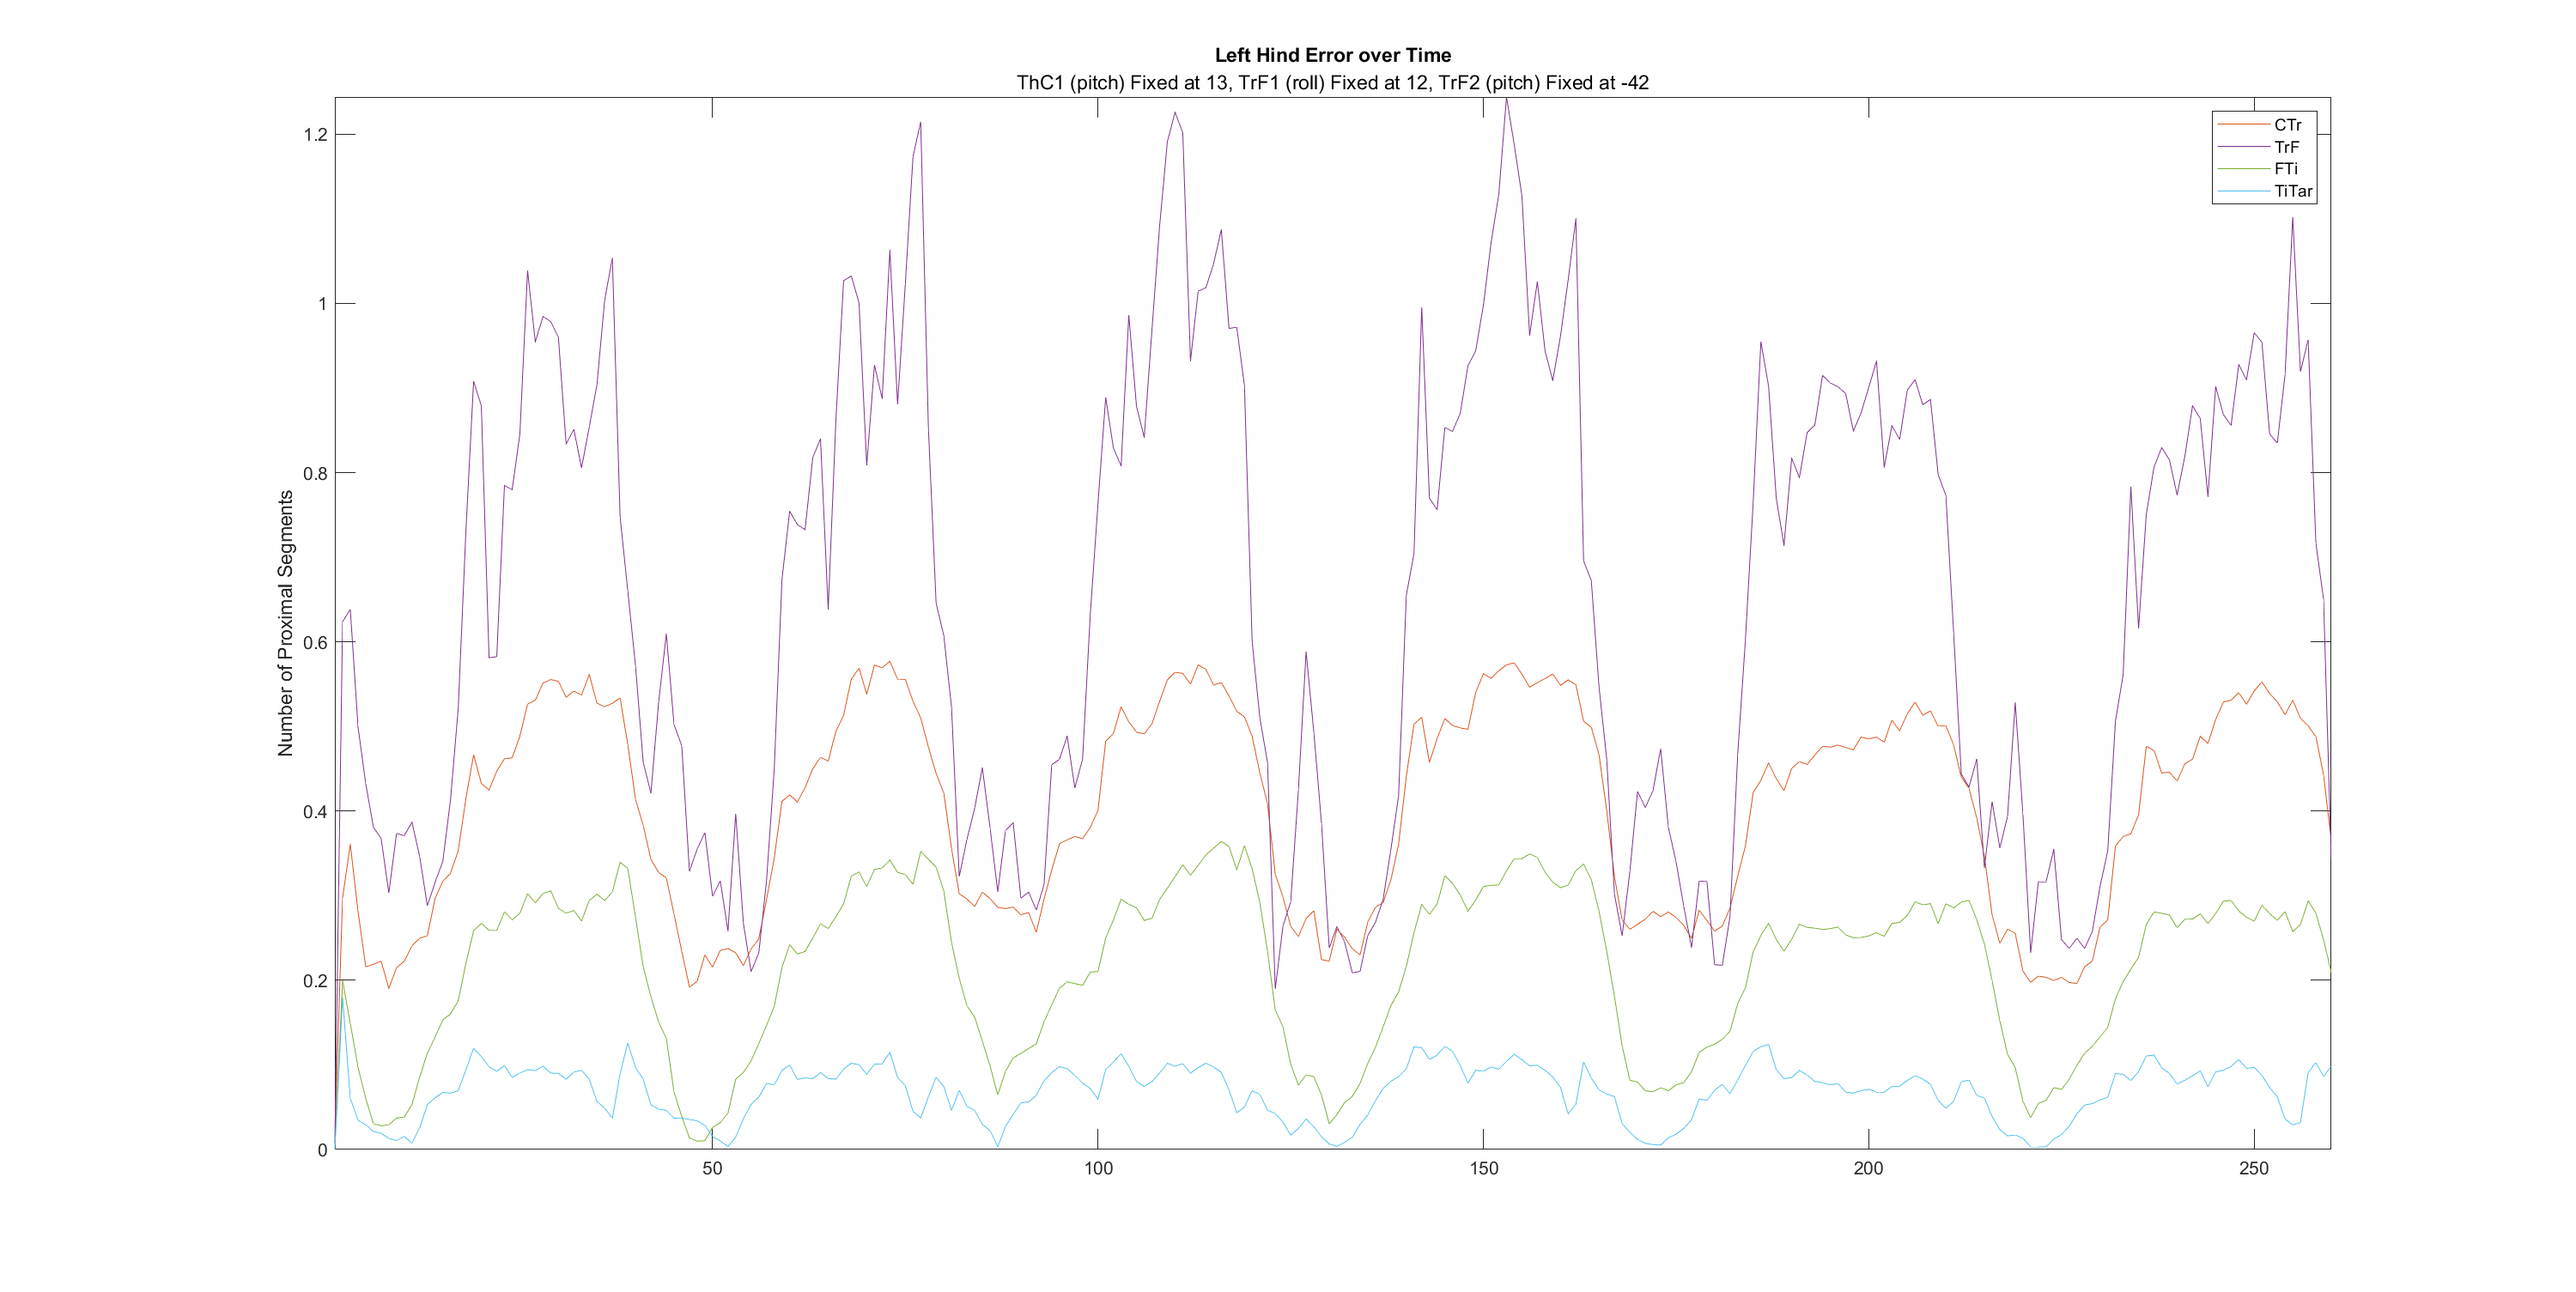 Left Hind Error over Time
ThC1 (pitch) Fixed at 13, TrF1 (roll) Fixed at 12, TrF2 (pitch) Fixed at -42
CTr
TrF
FTi
TiTar
Number of Proximal Segments
1.2
1
0.8
0.6
0.4
0.2
0
50
100
150
200
250